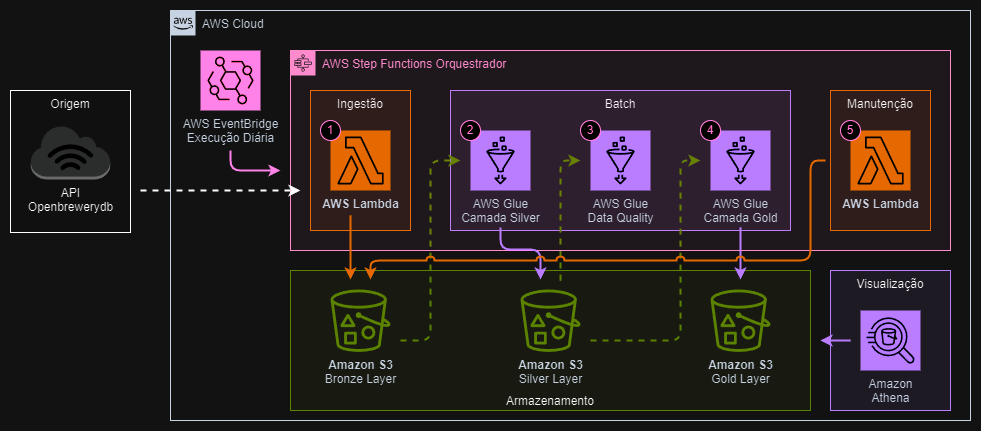 aws
AWS Cloud
AWS Step Functions Orquestrador
Origem
API
Openbrewerydb
AWS EventBridge
Execução Diária
Ingestão
1
AWS Lambda
Batch
2
AWS Glue
Camada Silver
3
AWS Glue
Data Quality
4
AWS Glue
Camada Gold
Manutenção
5
AWS Lambda
Amazon S3
Bronze Layer
Amazon S3
Silver Layer
Amazon S3
Gold Layer
Armazenamento
Visualização
Amazon
Athena